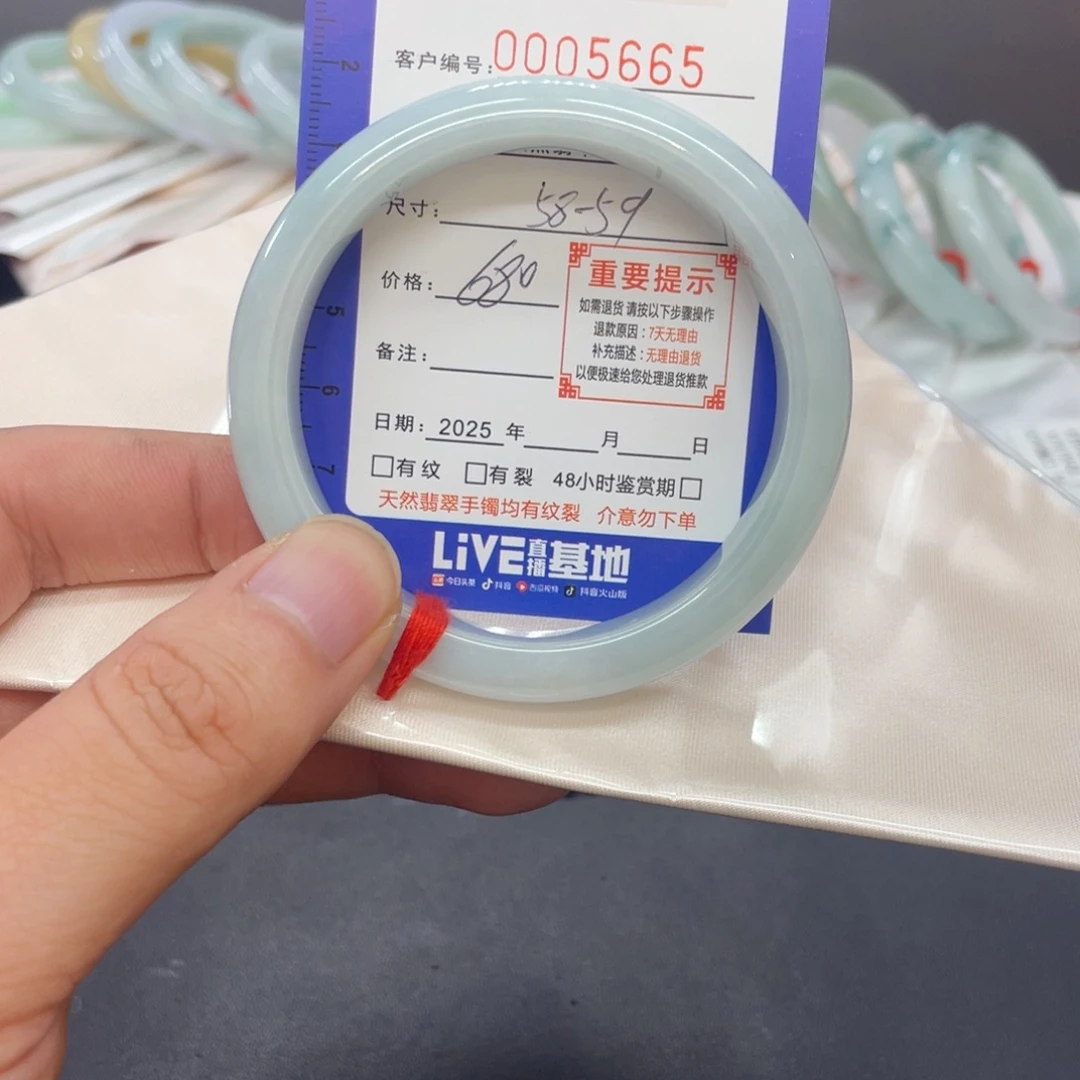 客户编号:0005665
尺寸: 58-59
价格: 680
重要提示
如需退货 请按以下步骤操作
退款原因:7天无理由
补充描述:无理由退货
以便极速给您处理退货推款
备注:
日期: 2025 年 月 日
□有纹 □有裂 48小时鉴赏期□
天然翡翠手镯均有纹裂 介意勿下单
LiVE直播基地
今日头条 抖音 西瓜视频 抖音火山版
2
5
6
7